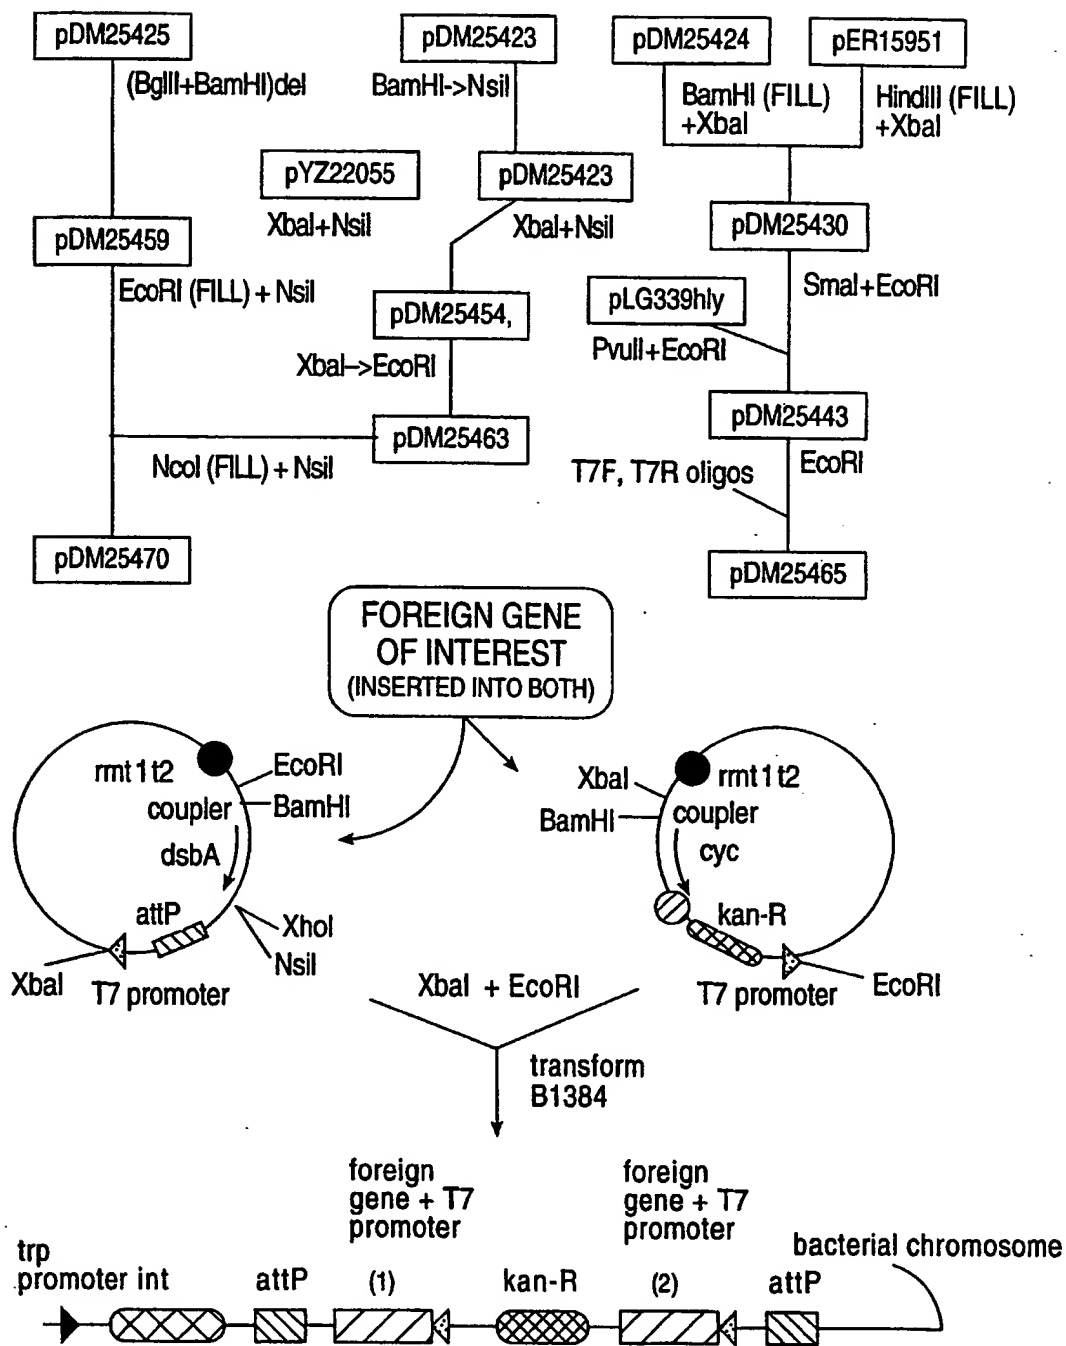 pDM25425
pDM25423
pDM25424
pER15951
(BglII+BamHI)del
BamHI->NsiI
BamHI (FILL)
+XbaI
HindIII (FILL)
+XbaI
pYZ22055
pDM25423
XbaI+NsiI
XbaI+NsiI
pDM25459
pDM25430
EcoRI (FILL) + NsiI
SmaI+EcoRI
pLG339hly
pDM25454,
PvuII+EcoRI
XbaI->EcoRI
pDM25463
pDM25443
NcoI (FILL) + NsiI
T7F, T7R oligos
EcoRI
pDM25470
pDM25465
FOREIGN GENE
OF INTEREST
(INSERTED INTO BOTH)
rrnt1t2
EcoRI
coupler
BamHI
dsbA
attP
XhoI
NsiI
XbaI
T7 promoter
XbaI
rrnt1t2
BamHI
coupler
cyc
kan-R
T7 promoter
EcoRI
XbaI + EcoRI
transform
B1384
foreign
gene + T7
promoter
foreign
gene + T7
promoter
bacterial chromosome
trp
promoter int
attP
(1)
kan-R
(2)
attP